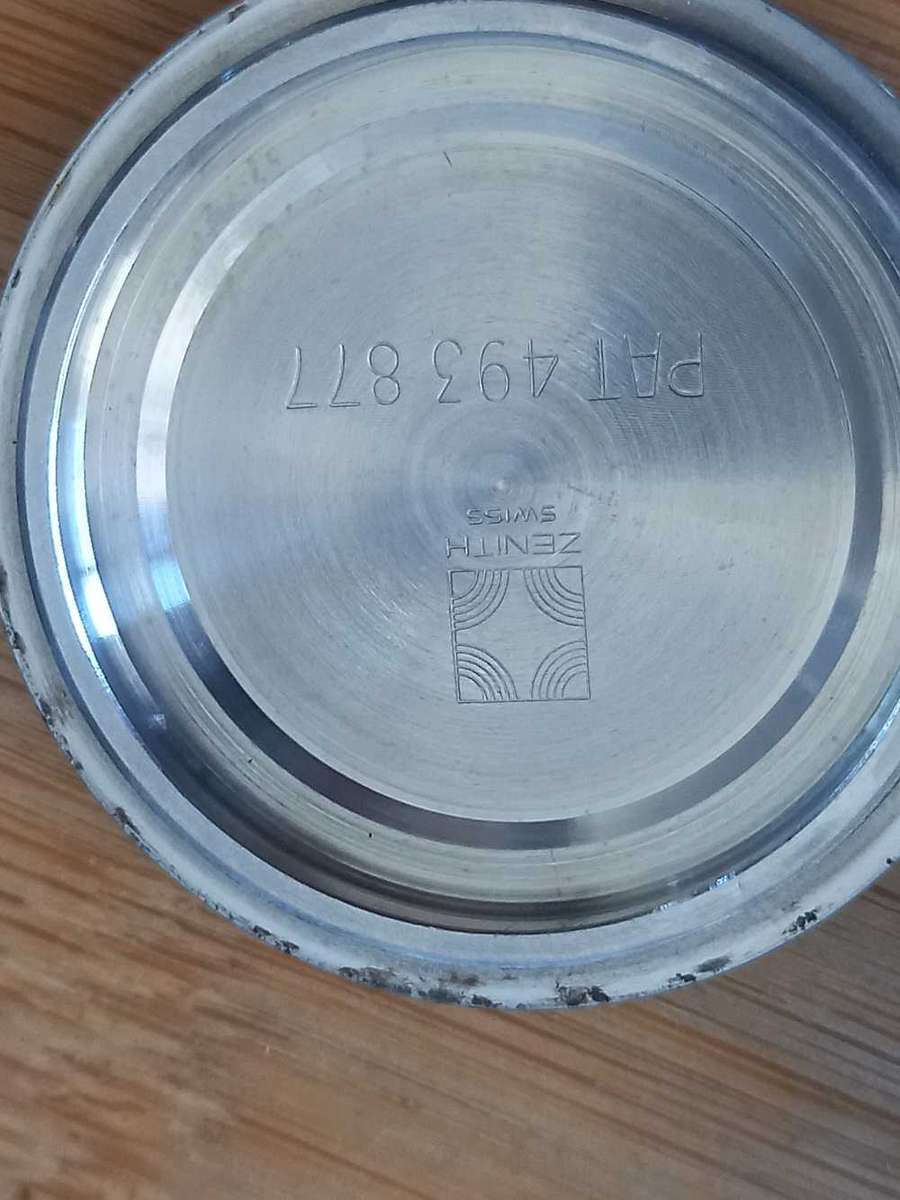 ZENITH
SWISS
PAT 493 877